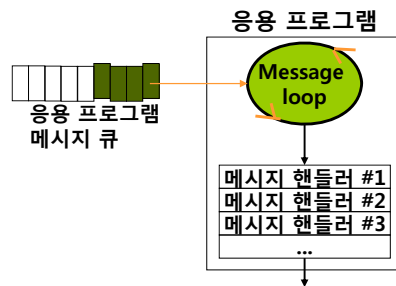 응용 프로그램
Message
loop
응용 프로그램
메시지 큐
메시지 핸들러 #1
메시지 핸들러 #2
메시지 핸들러 #3
...